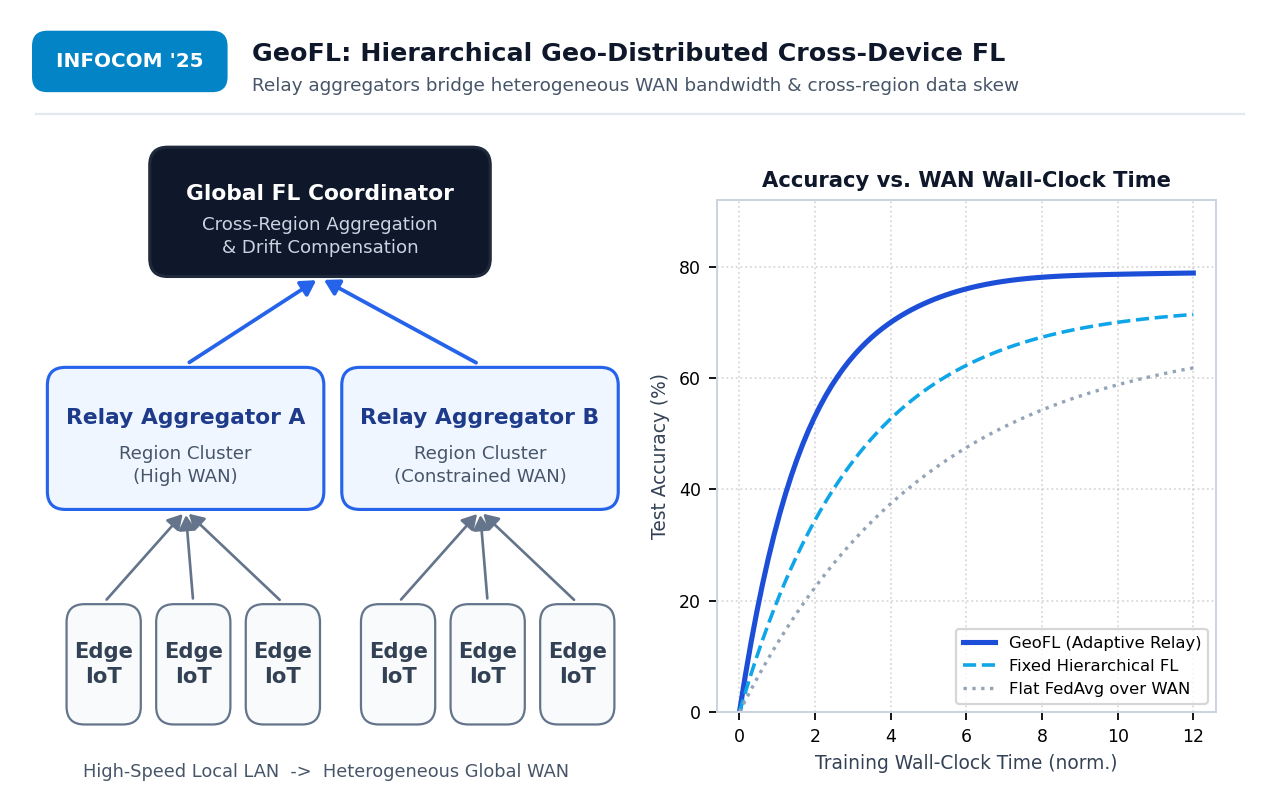 INFOCOM '25
GeoFL: Hierarchical Geo-Distributed Cross-Device FL
Relay aggregators bridge heterogeneous WAN bandwidth & cross-region data skew
Global FL Coordinator
Cross-Region Aggregation
& Drift Compensation
Relay Aggregator A
Region Cluster
(High WAN)
Relay Aggregator B
Region Cluster
(Constrained WAN)
Edge
IoT
Edge
IoT
Edge
IoT
Edge
IoT
Edge
IoT
Edge
IoT
High-Speed Local LAN -> Heterogeneous Global WAN
Accuracy vs. WAN Wall-Clock Time
Test Accuracy (%)
80
60
40
20
0
0 2 4 6 8 10 12
Training Wall-Clock Time (norm.)
GeoFL (Adaptive Relay)
Fixed Hierarchical FL
Flat FedAvg over WAN